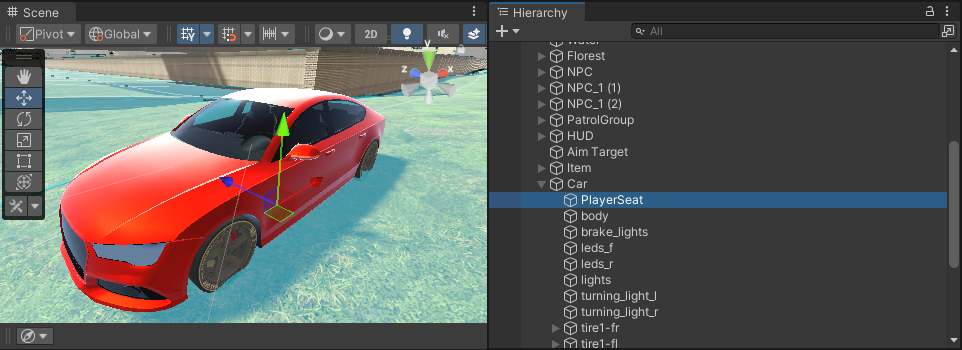 Scene
Pivot
Global
2D
y
z
x
Hierarchy
All
Water
Florest
NPC
NPC_1 (1)
NPC_1 (2)
PatrolGroup
HUD
Aim Target
Item
Car
PlayerSeat
body
brake_lights
leds_f
leds_r
lights
turning_light_l
turning_light_r
tire1-fr
tire1-fl